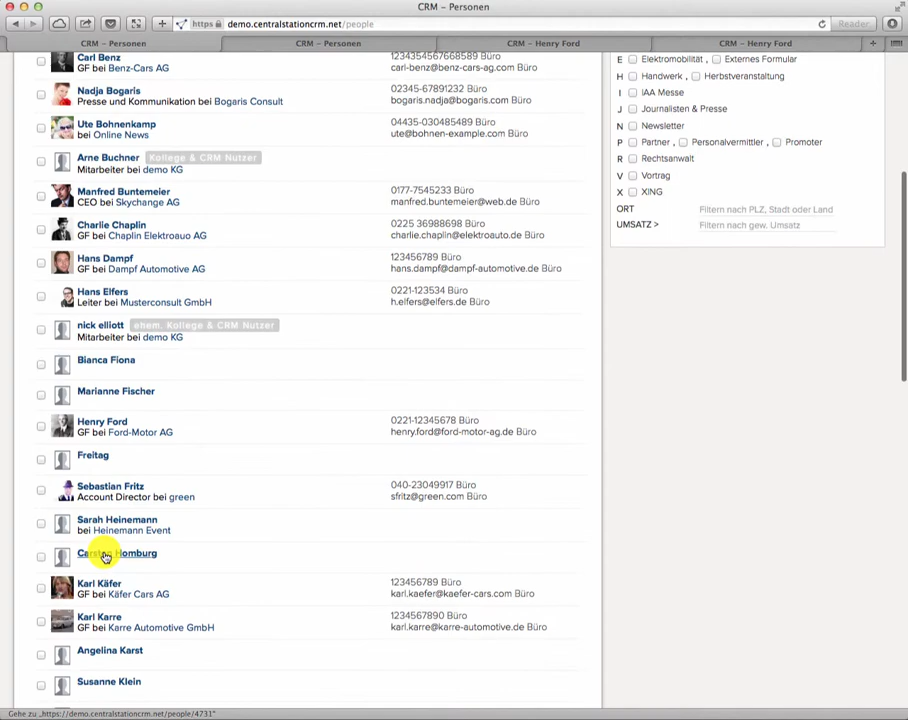 CRM – Personen
https demo.centralstationcrm.net/people
Reader
CRM – Personen CRM – Personen CRM – Henry Ford CRM – Henry Ford
Carl Benz
GF bei Benz-Cars AG
1234354567668589 Büro
carl-benz@benz-cars-ag.com Büro
Nadja Bogaris
Presse und Kommunikation bei Bogaris Consult
02345-67891232 Büro
bogaris.nadja@bogaris.com Büro
Ute Bohnenkamp
bei Online News
04435-030485489 Büro
ute@bohnen-example.com Büro
Arne Buchner Kollege & CRM Nutzer
Mitarbeiter bei demo KG
Manfred Buntemeier
CEO bei Skychange AG
0177-7545233 Büro
manfred.buntemeier@web.de Büro
Charlie Chaplin
GF bei Chaplin Elektroauo AG
0225 36988698 Büro
charlie.chaplin@elektroauto.de Büro
Hans Dampf
GF bei Dampf Automotive AG
123456789 Büro
hans.dampf@dampf-automotive.de Büro
Hans Elfers
Leiter bei Musterconsult GmbH
0221-123534 Büro
h.elfers@elfers.de Büro
nick elliott ehem. Kollege & CRM Nutzer
Mitarbeiter bei demo KG
Bianca Fiona
Marianne Fischer
Henry Ford
GF bei Ford-Motor AG
0221-12345678 Büro
henry.ford@ford-motor-ag.de Büro
Freitag
Sebastian Fritz
Account Director bei green
040-23049917 Büro
sfritz@green.com Büro
Sarah Heinemann
bei Heinemann Event
Carsten Homburg
Karl Käfer
GF bei Käfer Cars AG
123456789 Büro
karl.kaefer@kaefer-cars.com Büro
Karl Karre
GF bei Karre Automotive GmbH
1234567890 Büro
karl.karre@karre-automotive.de Büro
Angelina Karst
Susanne Klein
E Elektromobilität , Externes Formular
H Handwerk , Herbstveranstaltung
I IAA Messe
J Journalisten & Presse
N Newsletter
P Partner , Personalvermittler , Promoter
R Rechtsanwalt
V Vortrag
X XING
ORT Filtern nach PLZ, Stadt oder Land
UMSATZ > Filtern nach gew. Umsatz
Gehe zu „https://demo.centralstationcrm.net/people/4731"